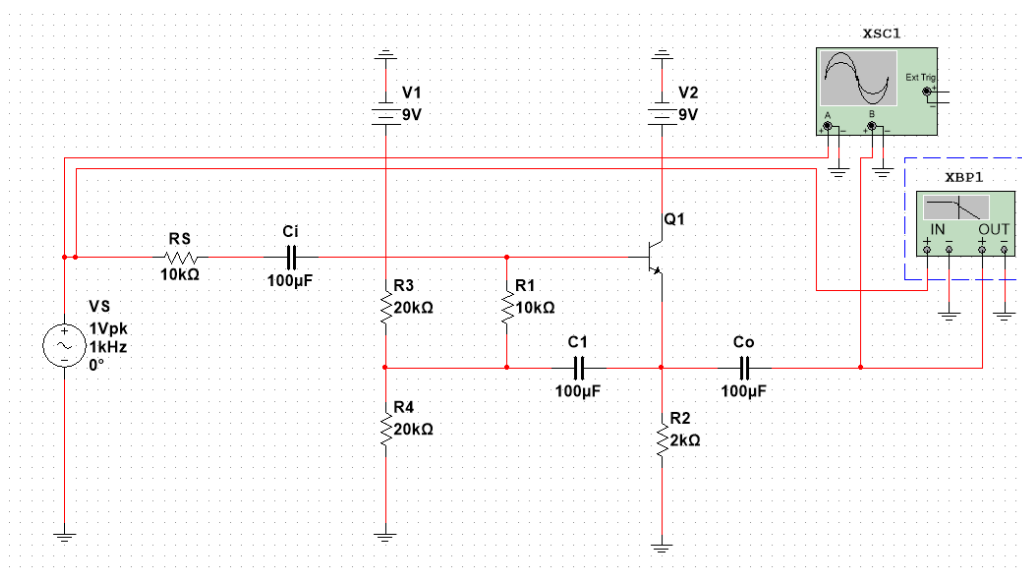 XSC1
V1
9V
V2
9V
Ext Trig
+
−
A
B
+
−
+
−
XBP1
IN
OUT
+
−
+
−
Q1
RS
10kΩ
Ci
100µF
R3
20kΩ
R1
10kΩ
VS
1Vpk
1kHz
0°
C1
100µF
Co
100µF
R4
20kΩ
R2
2kΩ